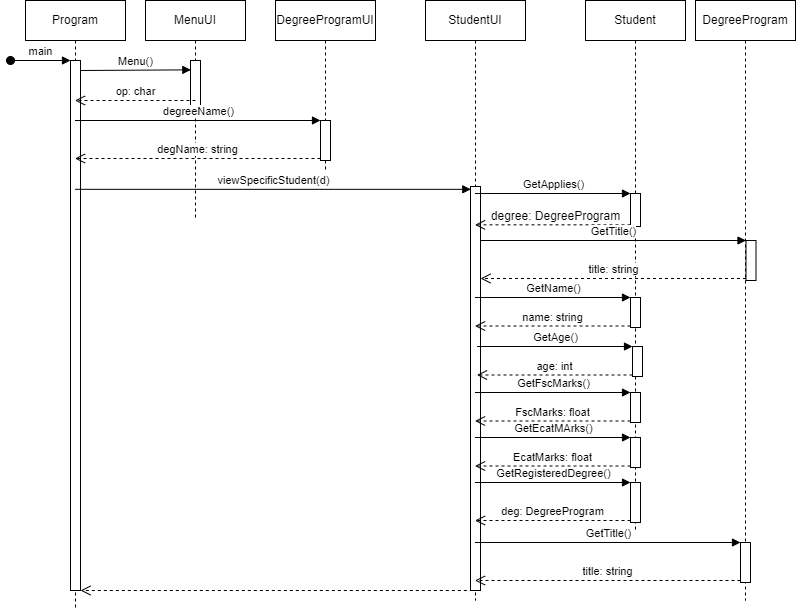 Program
MenuUI
DegreeProgramUI
StudentUI
Student
DegreeProgram
main
Menu()
op: char
degreeName()
degName: string
viewSpecificStudent(d)
GetApplies()
degree: DegreeProgram
GetTitle()
title: string
GetName()
name: string
GetAge()
age: int
GetFscMarks()
FscMarks: float
GetEcatMArks()
EcatMarks: float
GetRegisteredDegree()
deg: DegreeProgram
GetTitle()
title: string